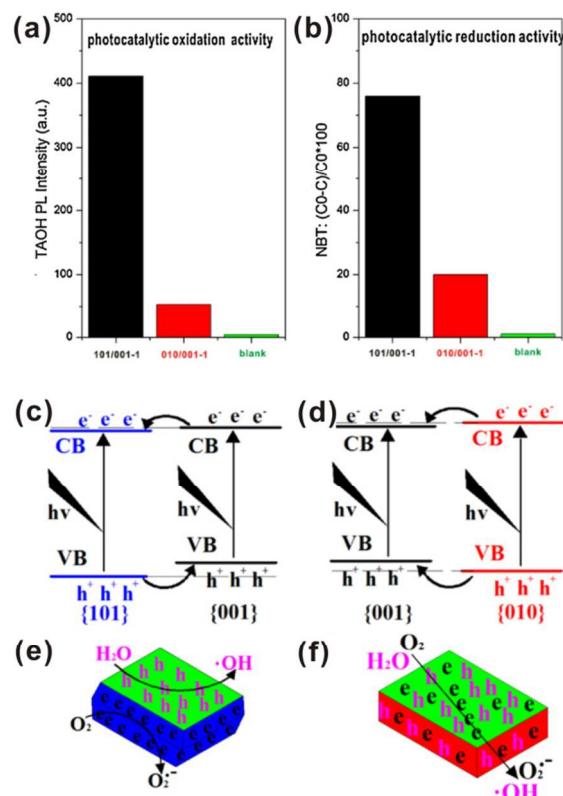 (a)
photocatalytic oxidation activity
TAOH PL Intensity (a.u.)
500
400
300
200
100
0
101/001-1
010/001-1
blank
(b)
photocatalytic reduction activity
NBT: (C0-C)/C0*100
100
80
60
40
20
0
101/001-1
010/001-1
blank
(c)
e⁻ e⁻ e⁻
e⁻ e⁻ e⁻
CB
CB
hv
hv
VB
VB
h⁺ h⁺ h⁺
h⁺ h⁺ h⁺
{101}
{001}
(d)
e⁻ e⁻ e⁻
e⁻ e⁻ e⁻
CB
CB
hv
hv
VB
VB
h⁺ h⁺ h⁺
h⁺ h⁺ h⁺
{001}
{010}
(e)
H₂O
·OH
h h h h h h h h h h
O₂
e e e e e e e e e e
O₂·⁻
(f)
O₂
H₂O
h e h e h e h e h e
O₂·⁻
·OH